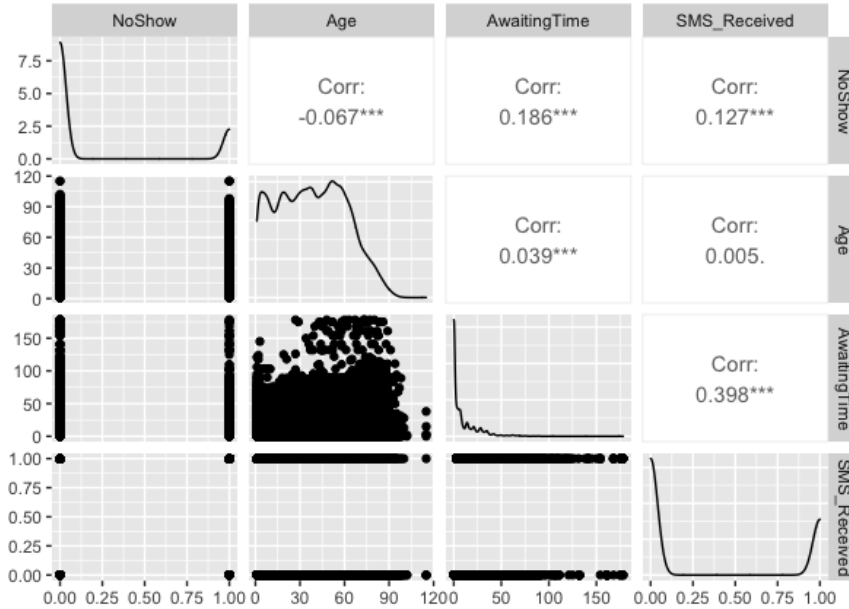 NoShow Age AwaitingTime SMS_Received
7.5
5.0
2.5
0.0
Corr:
-0.067***
Corr:
0.186***
Corr:
0.127***
NoShow
120
90
60
30
0
Corr:
0.039***
Corr:
0.005.
Age
150
100
50
0
Corr:
0.398***
AwaitingTime
1.00
0.75
0.50
0.25
0.00
SMS_Received
0.00 0.25 0.50 0.75 1.00 0 30 60 90 120 0 50 100 150 0.00 0.25 0.50 0.75 1.00